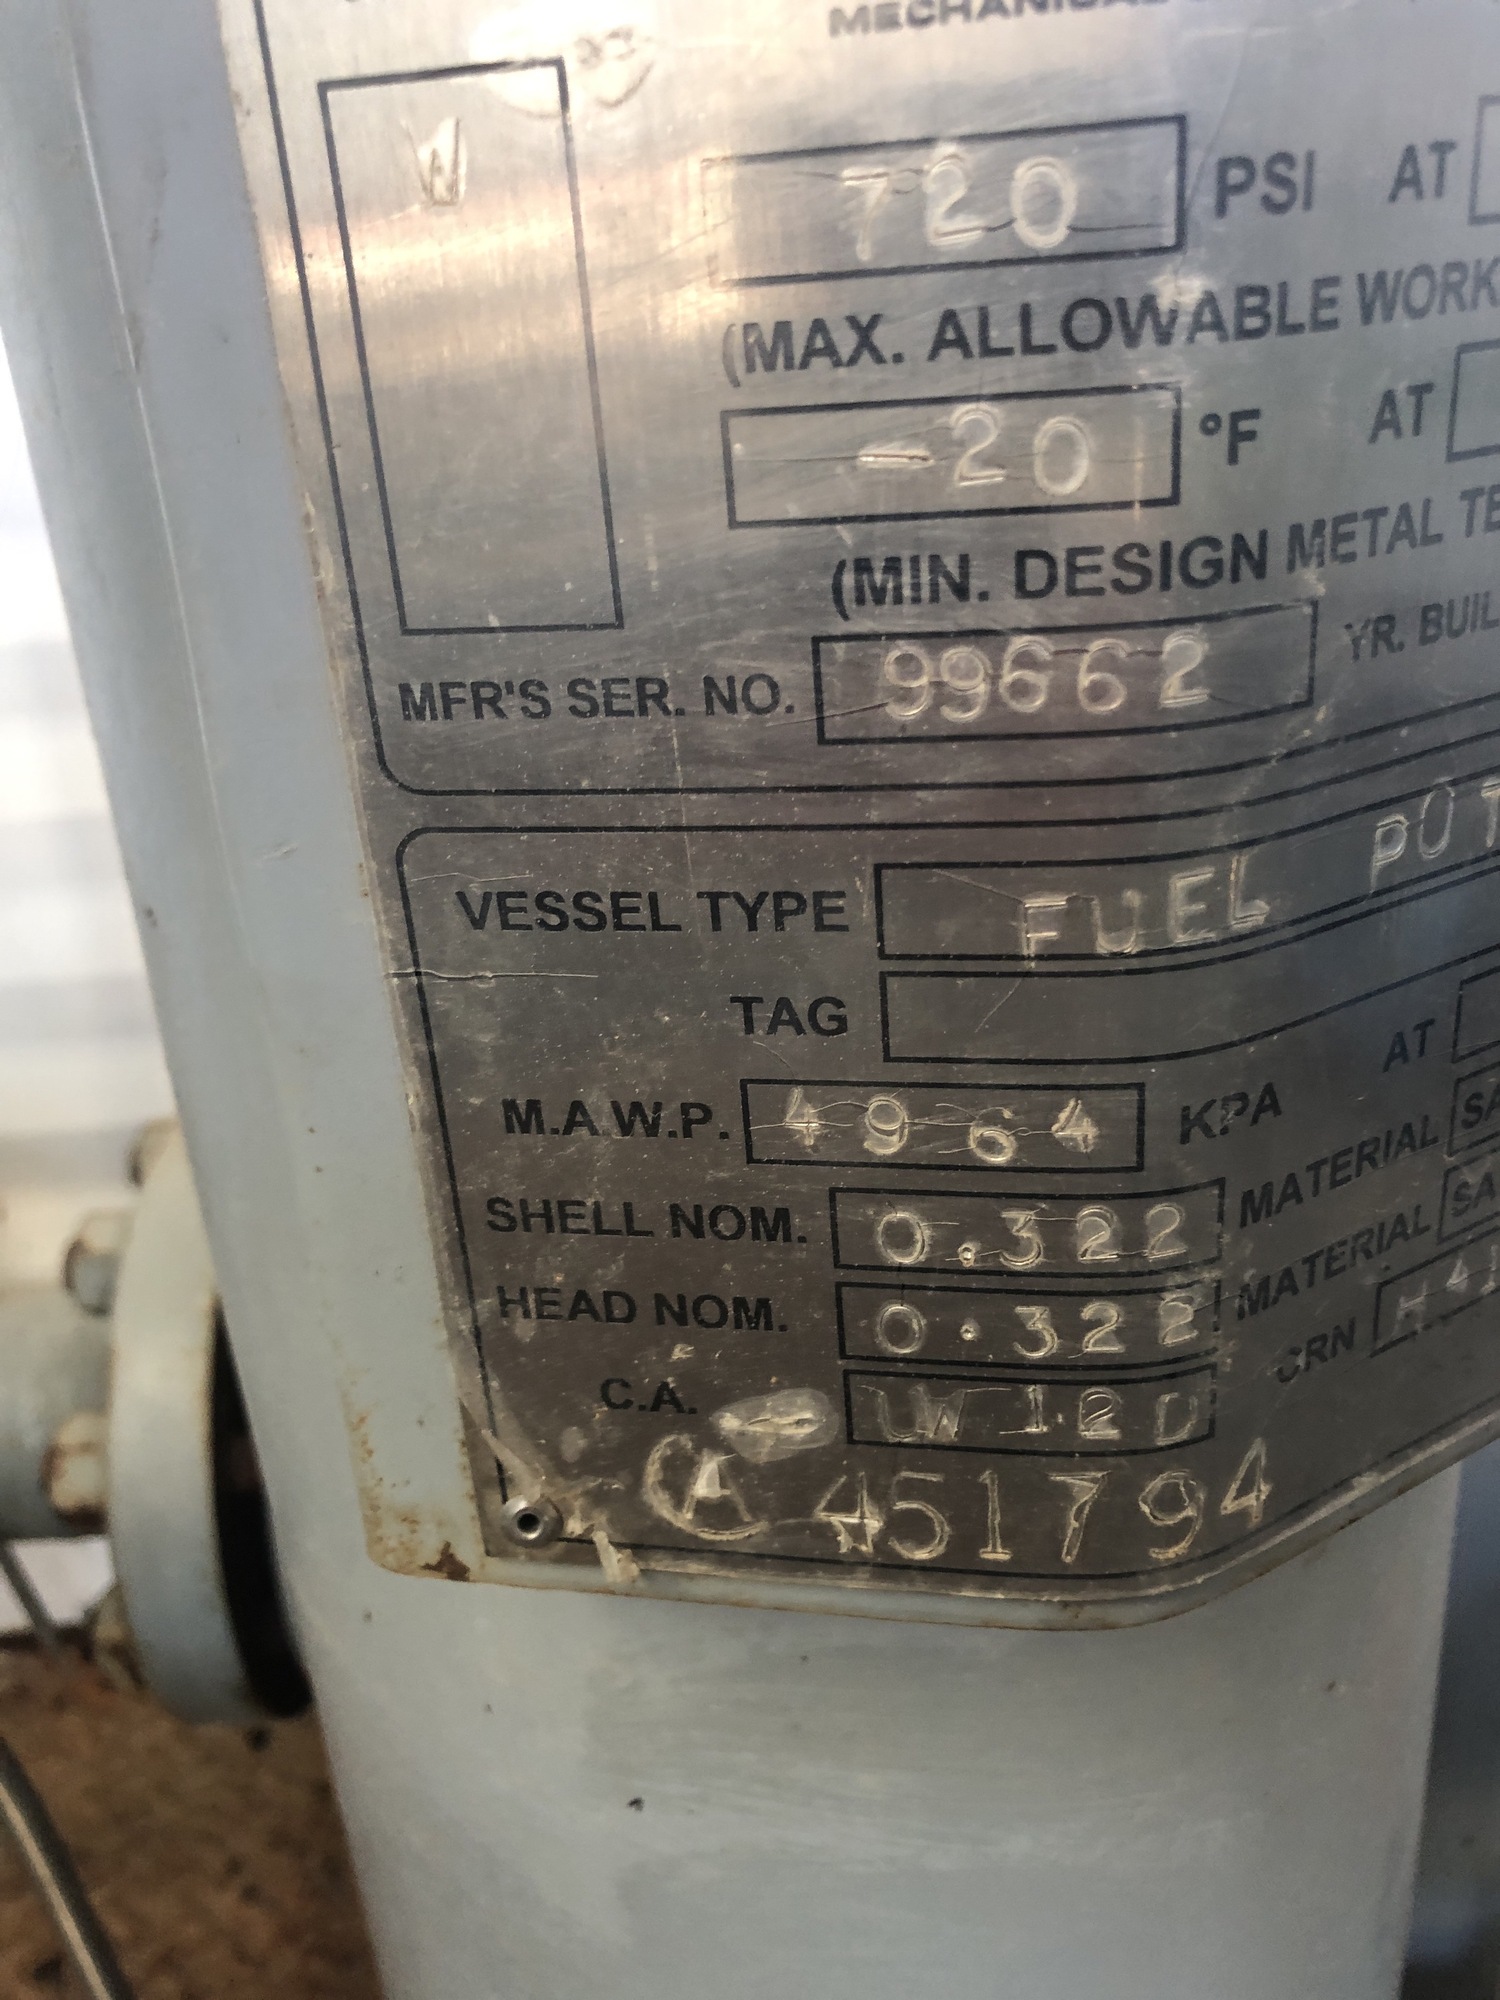 MECHANICAL
W
720 PSI AT
(MAX. ALLOWABLE WORK
-20 °F AT
(MIN. DESIGN METAL TE
MFR'S SER. NO. 99662 YR. BUIL
VESSEL TYPE FUEL POT
TAG
M.A.W.P. 4964 KPA AT
SHELL NOM. 0.322 MATERIAL SA
HEAD NOM. 0.322 MATERIAL SA
C.A. UW 12D CRN H41
A 451794